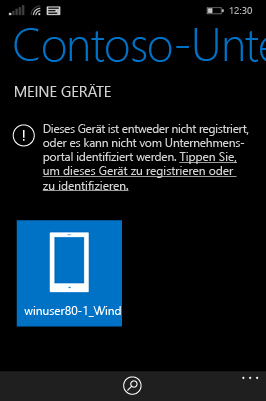 12:30
Contoso-Unte
MEINE GERÄTE
Dieses Gerät ist entweder nicht registriert,
oder es kann nicht vom Unternehmens-
portal identifiziert werden. Tippen Sie,
um dieses Gerät zu registrieren oder
zu identifizieren.
winuser80-1_Wind